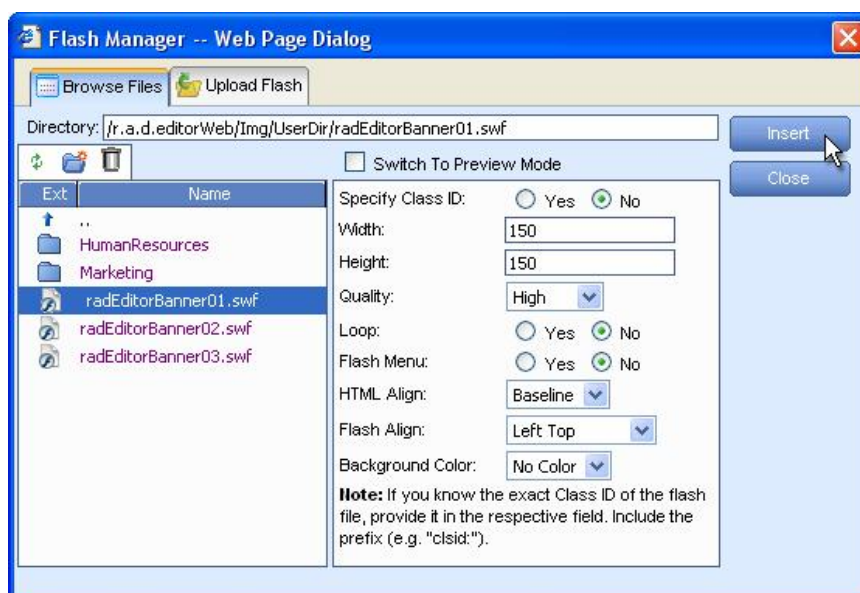 Flash Manager -- Web Page Dialog
Browse Files Upload Flash
Directory: /r.a.d.editorWeb/Img/UserDir/radEditorBanner01.swf
Insert
Switch To Preview Mode
Close
Ext Name
..
HumanResources
Marketing
radEditorBanner01.swf
radEditorBanner02.swf
radEditorBanner03.swf
Specify Class ID: Yes No
Width: 150
Height: 150
Quality: High
Loop: Yes No
Flash Menu: Yes No
HTML Align: Baseline
Flash Align: Left Top
Background Color: No Color
Note: If you know the exact Class ID of the flash
file, provide it in the respective field. Include the
prefix (e.g. "clsid:").